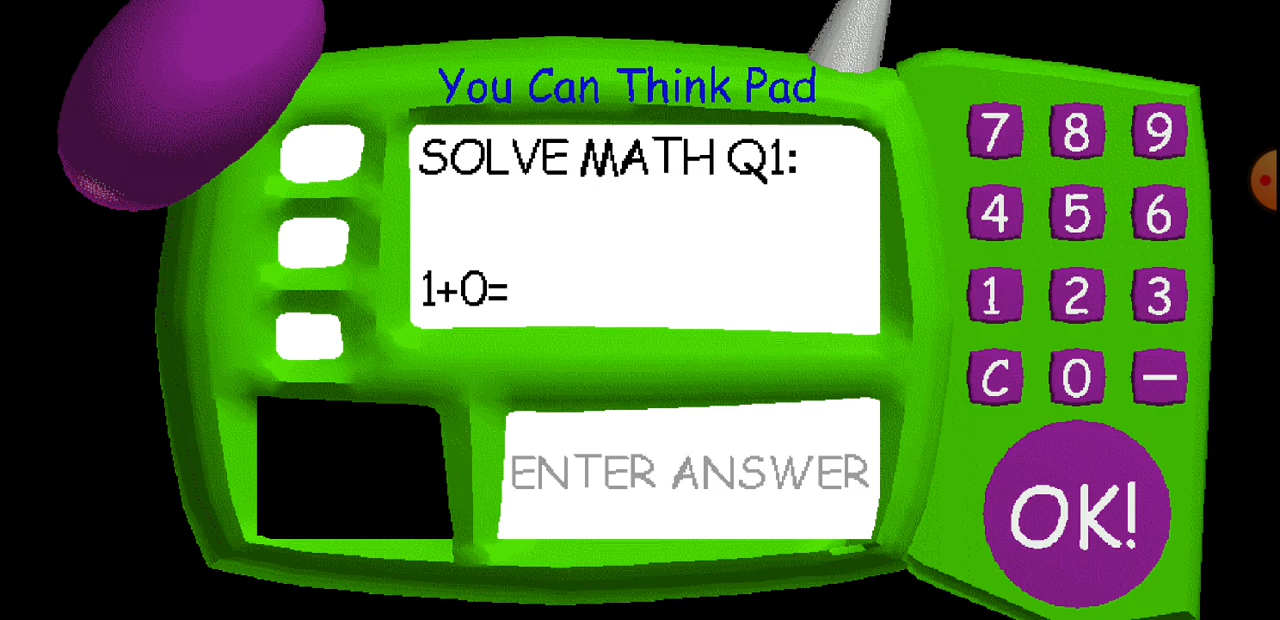 You Can Think Pad
SOLVE MATH Q1:
1+0=
ENTER ANSWER
7 8 9
4 5 6
1 2 3
C 0 −
OK!